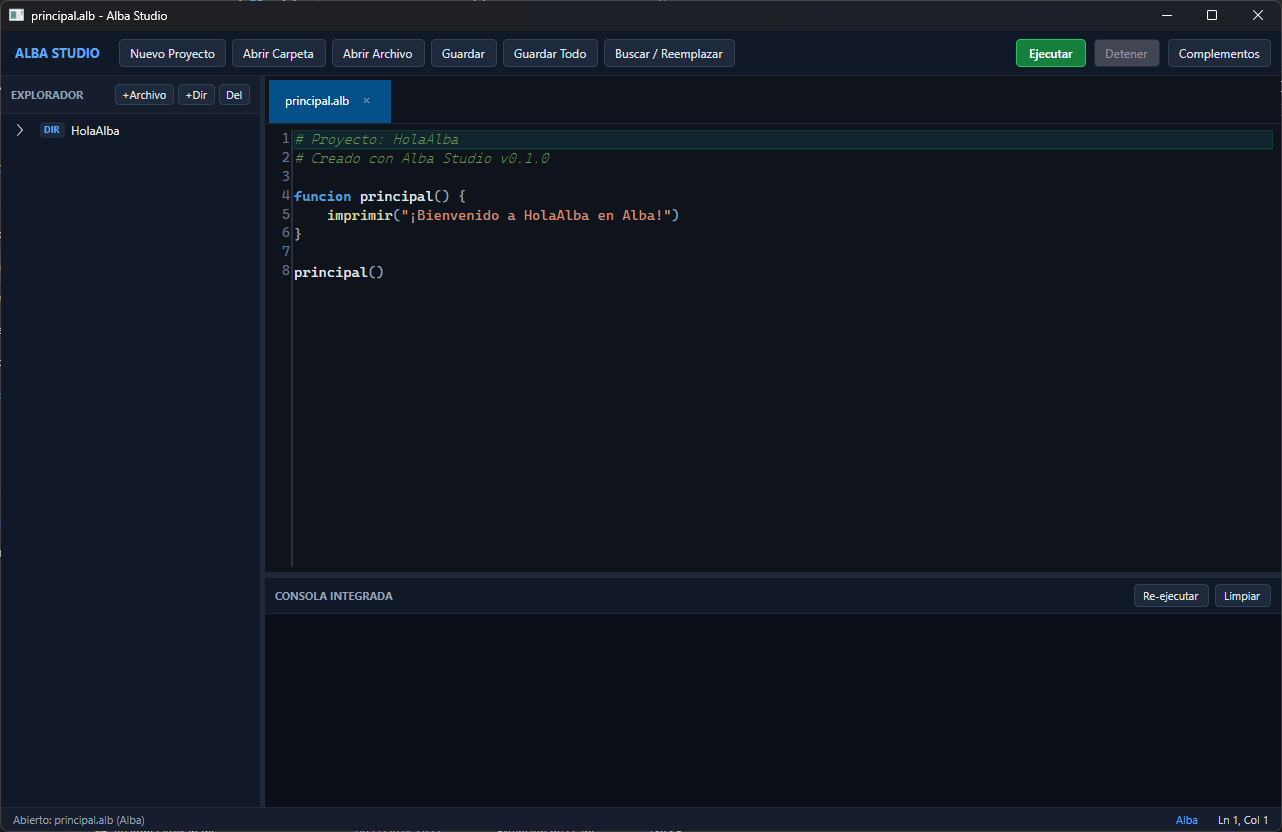 principal.alb - Alba Studio
ALBA STUDIO Nuevo Proyecto Abrir Carpeta Abrir Archivo Guardar Guardar Todo Buscar / Reemplazar Ejecutar Detener Complementos
EXPLORADOR +Archivo +Dir Del
DIR HolaAlba
principal.alb ×
1 # Proyecto: HolaAlba
2 # Creado con Alba Studio v0.1.0
3
4 funcion principal() {
5     imprimir("¡Bienvenido a HolaAlba en Alba!")
6 }
7
8 principal()
CONSOLA INTEGRADA Re-ejecutar Limpiar
Abierto: principal.alb (Alba) Alba Ln 1, Col 1